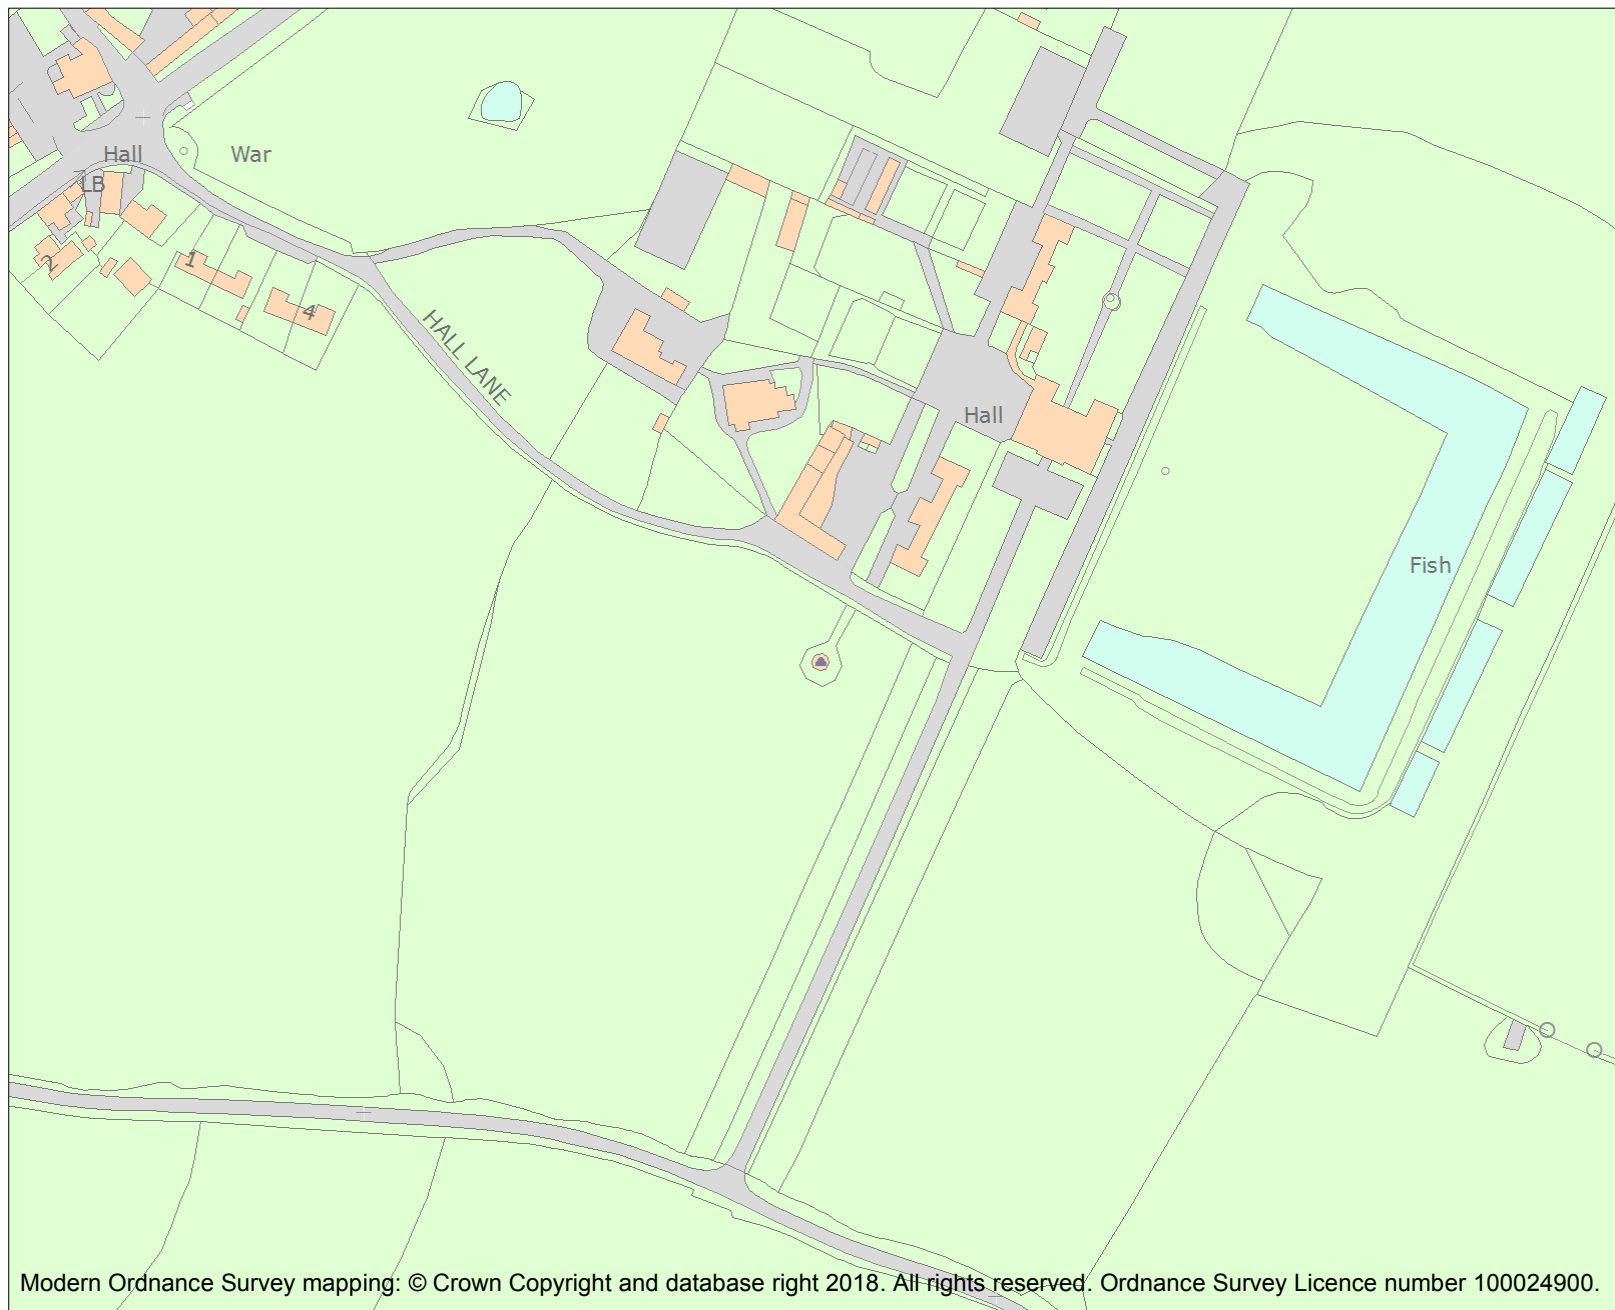 Hall
War
LB
2
1
4
HALL LANE
Hall
Fish
Modern Ordnance Survey mapping: © Crown Copyright and database right 2018. All rights reserved. Ordnance Survey Licence number 100024900.